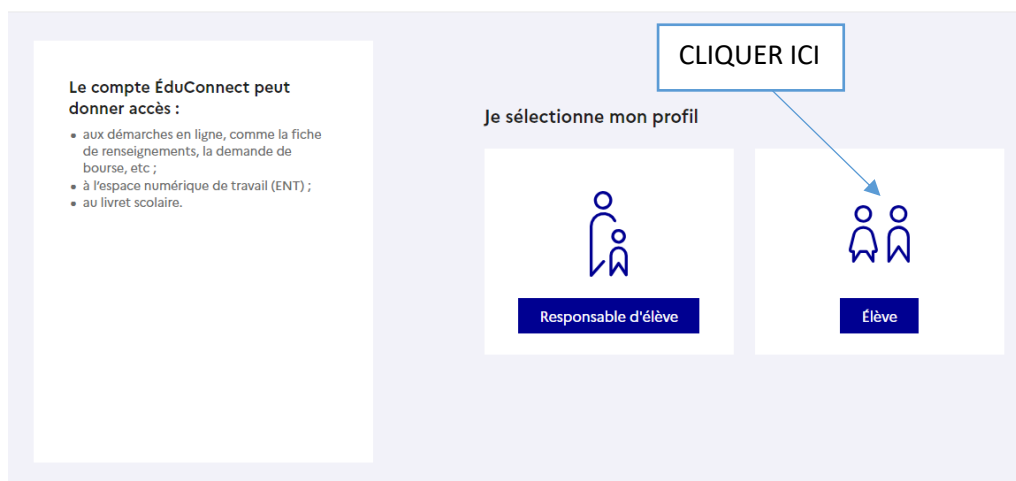 Le compte ÉduConnect peut
donner accès :
• aux démarches en ligne, comme la fiche
de renseignements, la demande de
bourse, etc ;
• à l'espace numérique de travail (ENT) ;
• au livret scolaire.
CLIQUER ICI
Je sélectionne mon profil
Responsable d'élève
Élève